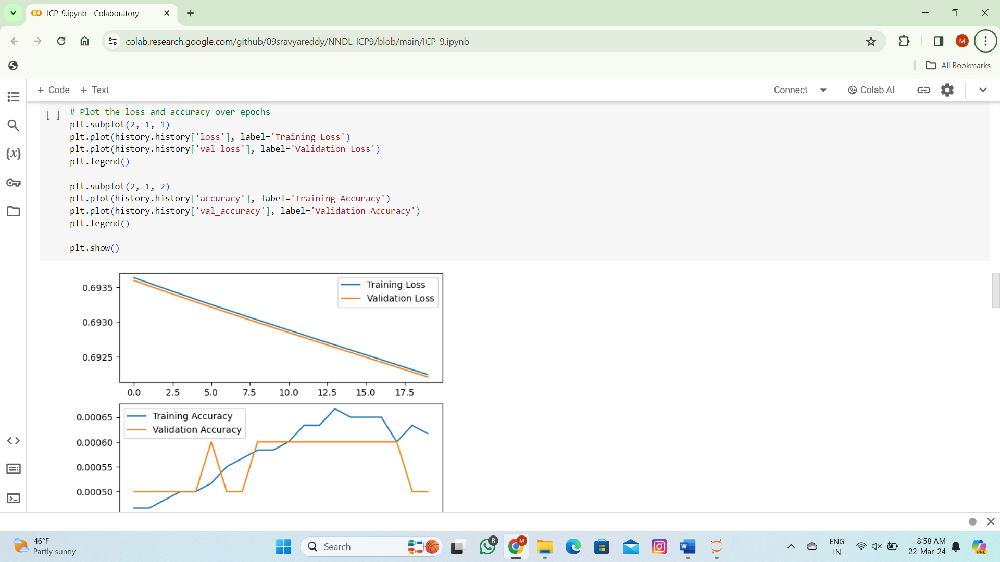 ICP_9.ipynb - Colaboratory
colab.research.google.com/github/09sravyareddy/NNDL-ICP9/blob/main/ICP_9.ipynb
M
All Bookmarks
+ Code + Text
Connect
Colab AI
{x}
[ ]
# Plot the loss and accuracy over epochs
plt.subplot(2, 1, 1)
plt.plot(history.history['loss'], label='Training Loss')
plt.plot(history.history['val_loss'], label='Validation Loss')
plt.legend()
plt.subplot(2, 1, 2)
plt.plot(history.history['accuracy'], label='Training Accuracy')
plt.plot(history.history['val_accuracy'], label='Validation Accuracy')
plt.legend()
plt.show()
Training Loss
Validation Loss
0.6935
0.6930
0.6925
0.0 2.5 5.0 7.5 10.0 12.5 15.0 17.5
Training Accuracy
Validation Accuracy
0.00065
0.00060
0.00055
0.00050
46°F
Partly sunny
Search
8
M
W
ENG
IN
8:58 AM
22-Mar-24
PRE